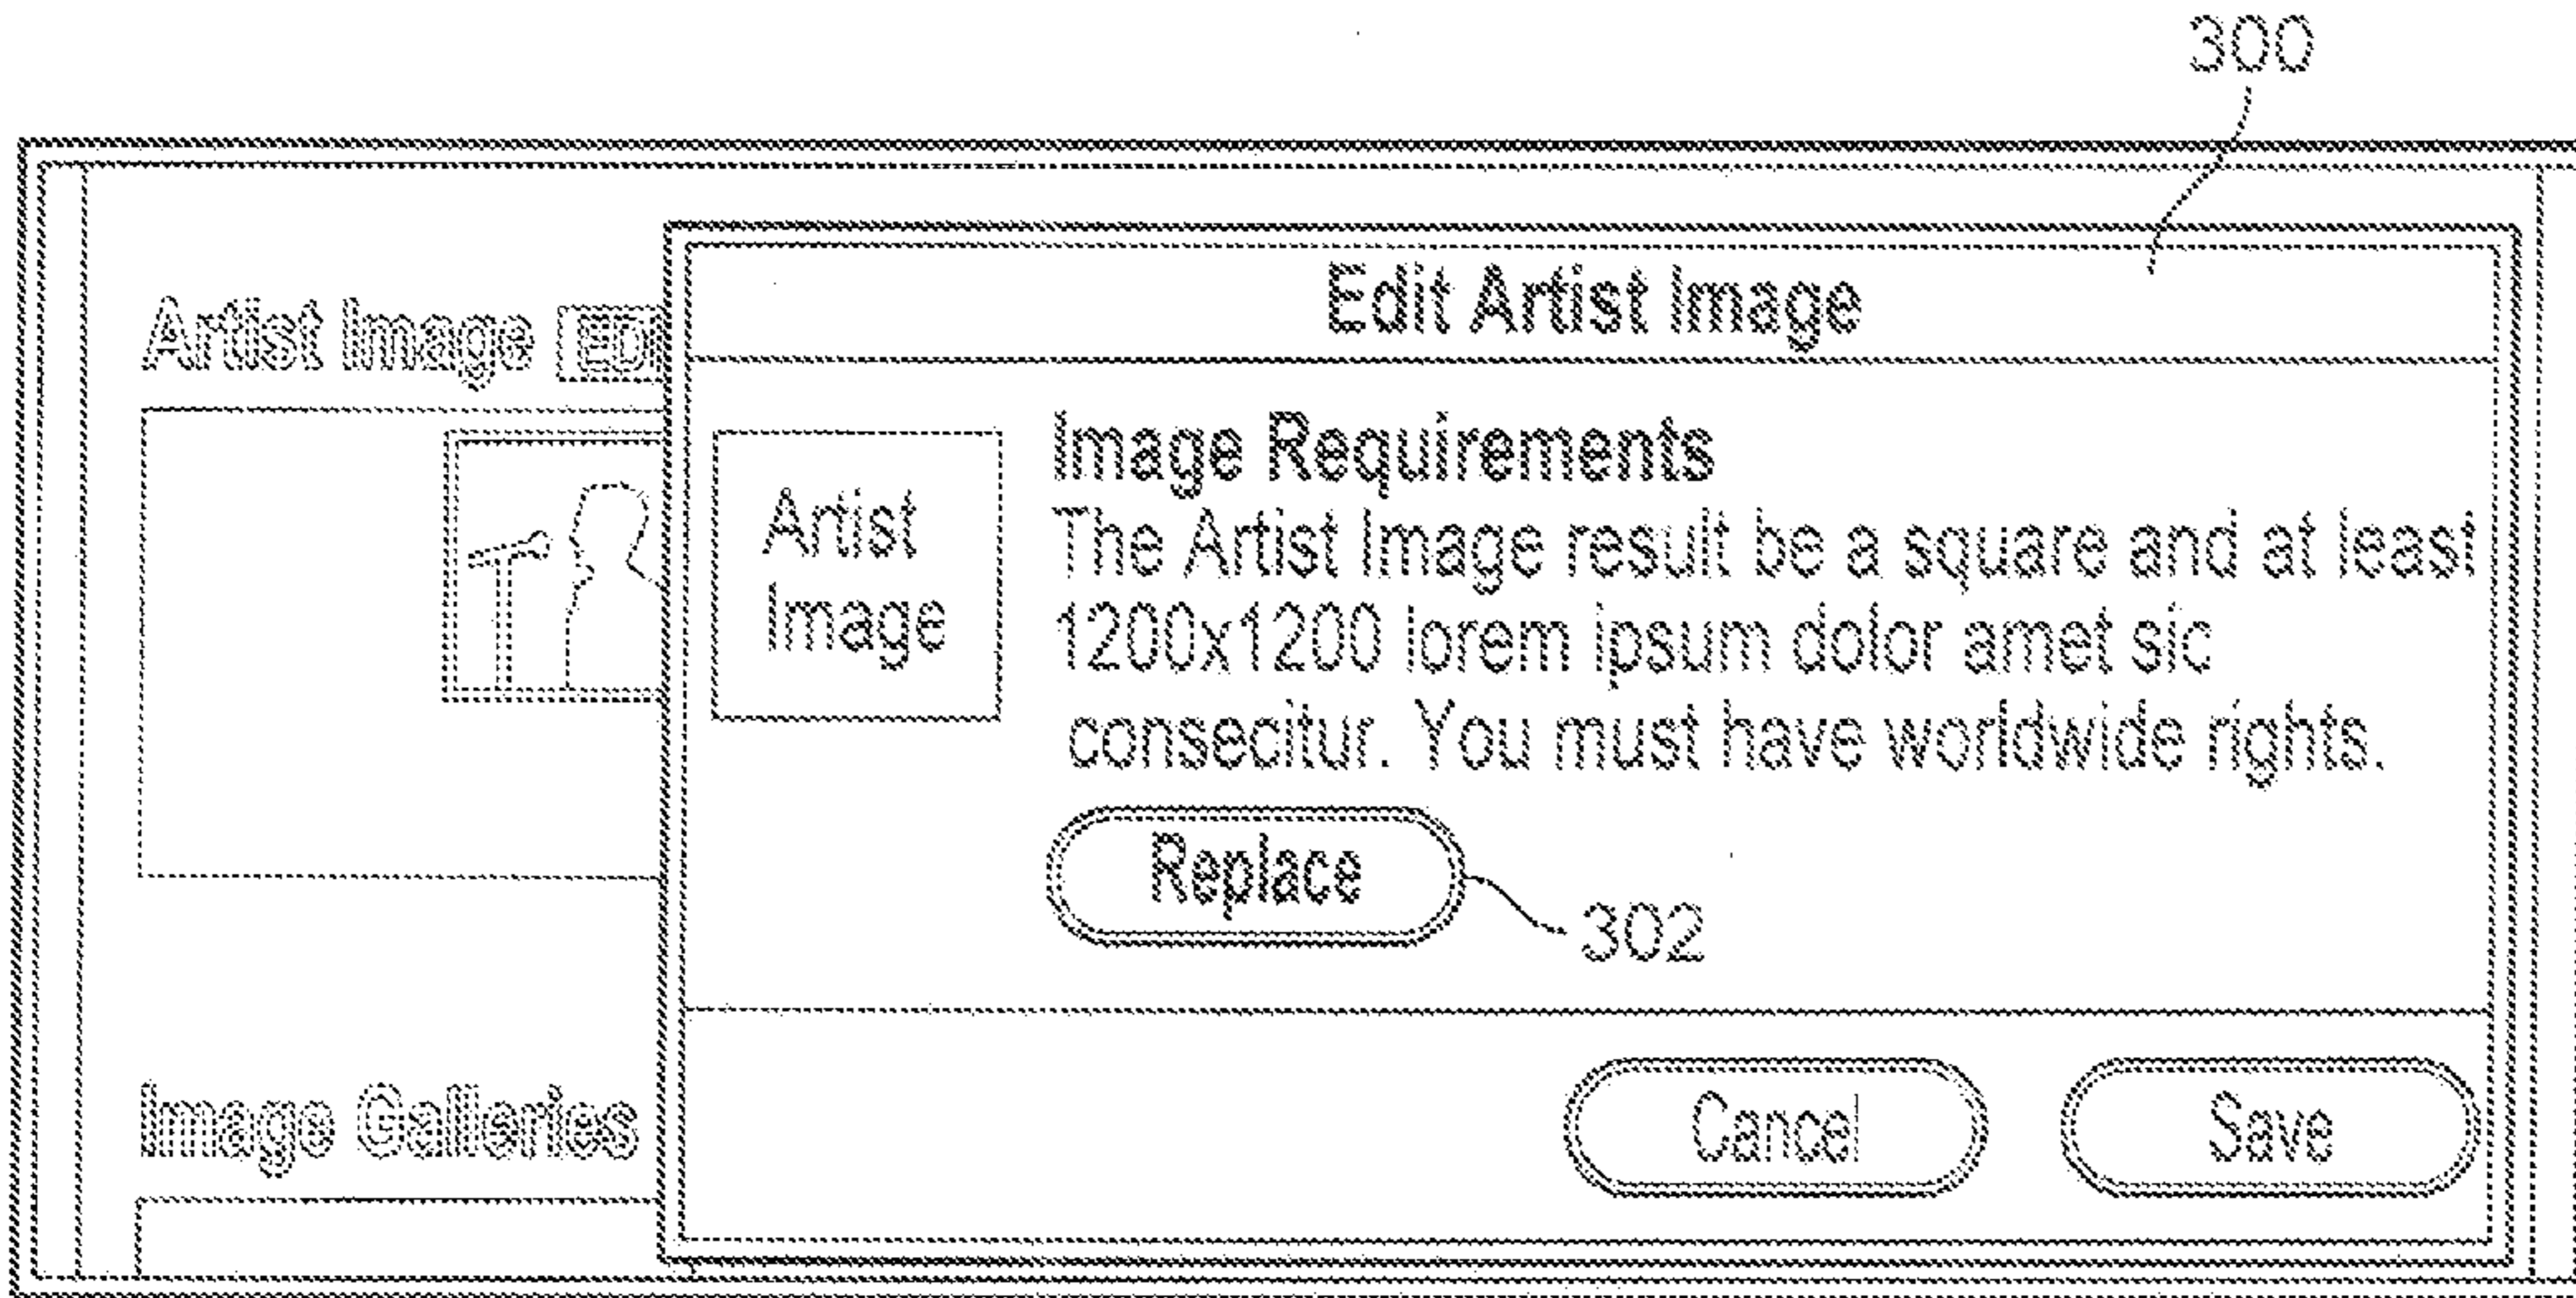 300
Edit Artist Image
Artist Image
Artist
Image
Image Requirements
The Artist Image result be a square and at least
1200x1200 lorem ipsum dolor amet sic
consecitur. You must have worldwide rights.
Replace
302
Image Galleries
Cancel
Save